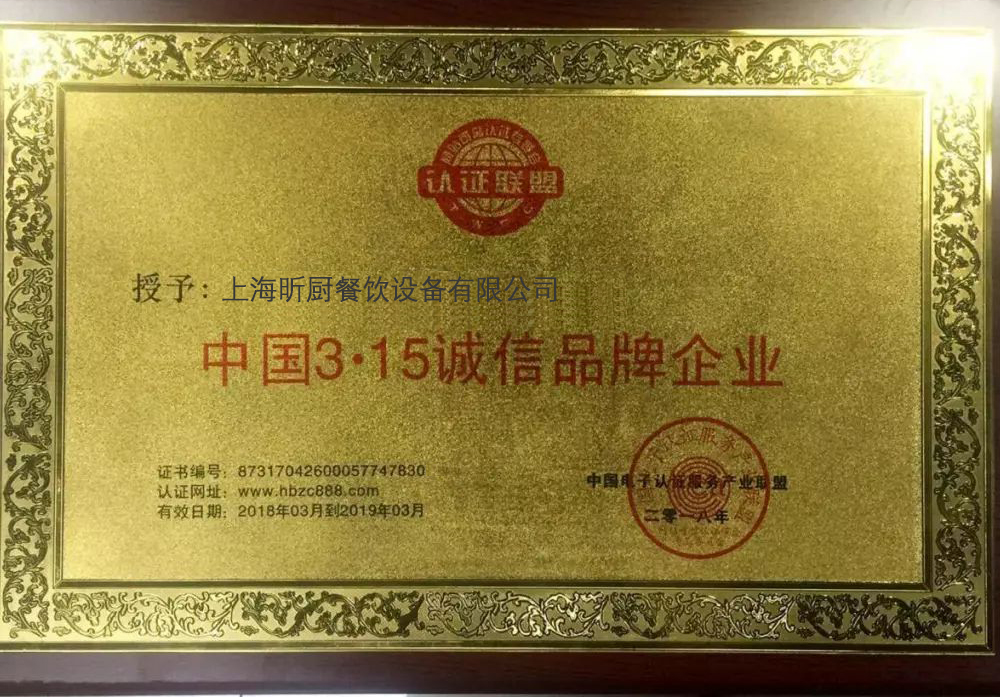 认证联盟
授予：上海昕厨餐饮设备有限公司
中国3·15诚信品牌企业
证书编号：87317042600057747830
认证网址：www.hbzc888.com
有效日期：2018年03月到2019年03月
中国电子认证服务产业联盟
二零一八年